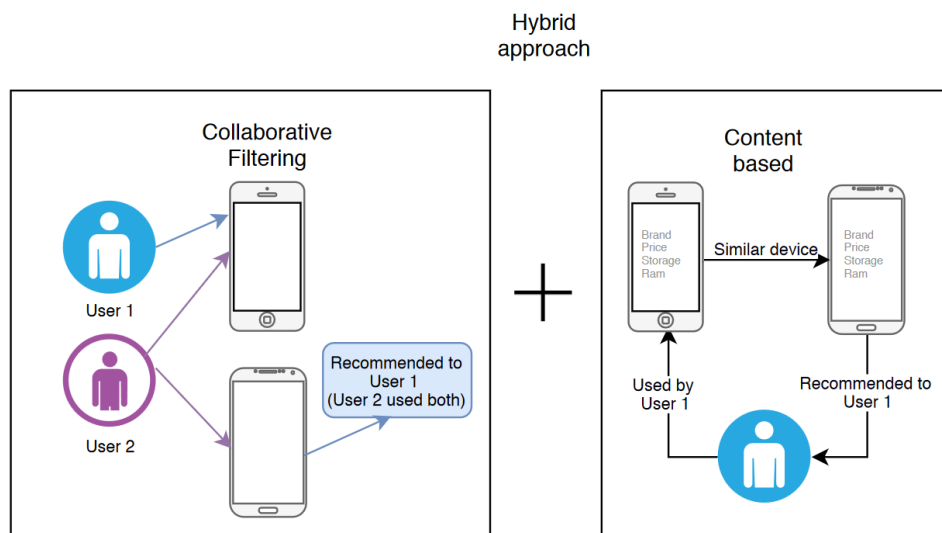 Hybrid
approach
Collaborative
Filtering
User 1
User 2
Recommended to
User 1
(User 2 used both)
Content
based
Brand
Price
Storage
Ram
Similar device
Brand
Price
Storage
Ram
Used by
User 1
Recommended to
User 1